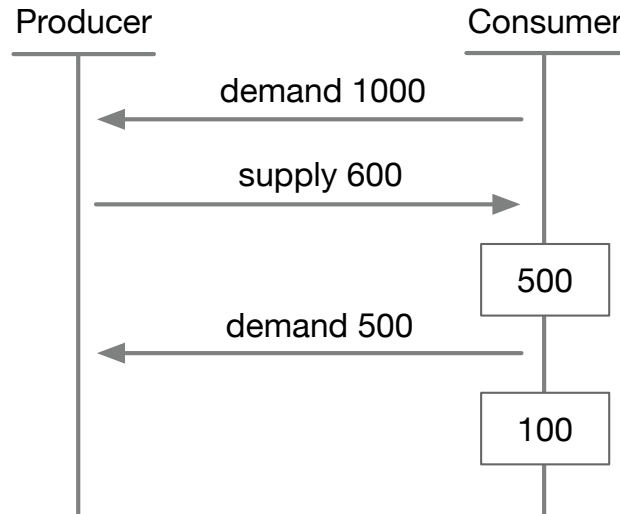 Producer
Consumer
demand 1000
supply 600
500
demand 500
100